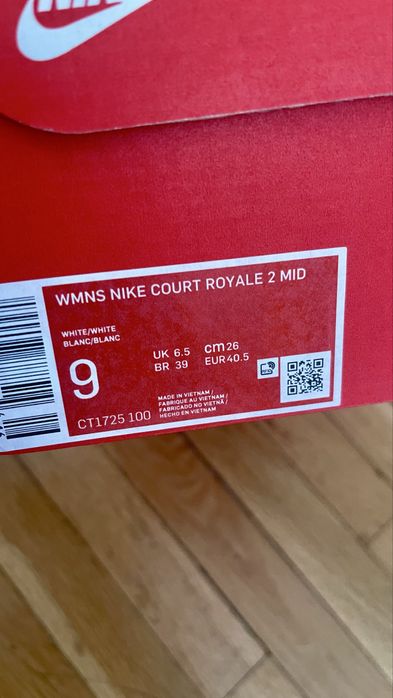 WMNS NIKE COURT ROYALE 2 MID
WHITE/WHITE
BLANC/BLANC
9
UK 6.5 cm 26
BR 39 EUR 40.5
MADE IN VIETNAM /
FABRIQUE AU VIETNAM /
FABRICADO NO VIETNÃ /
HECHO EN VIETNAM
CT1725 100